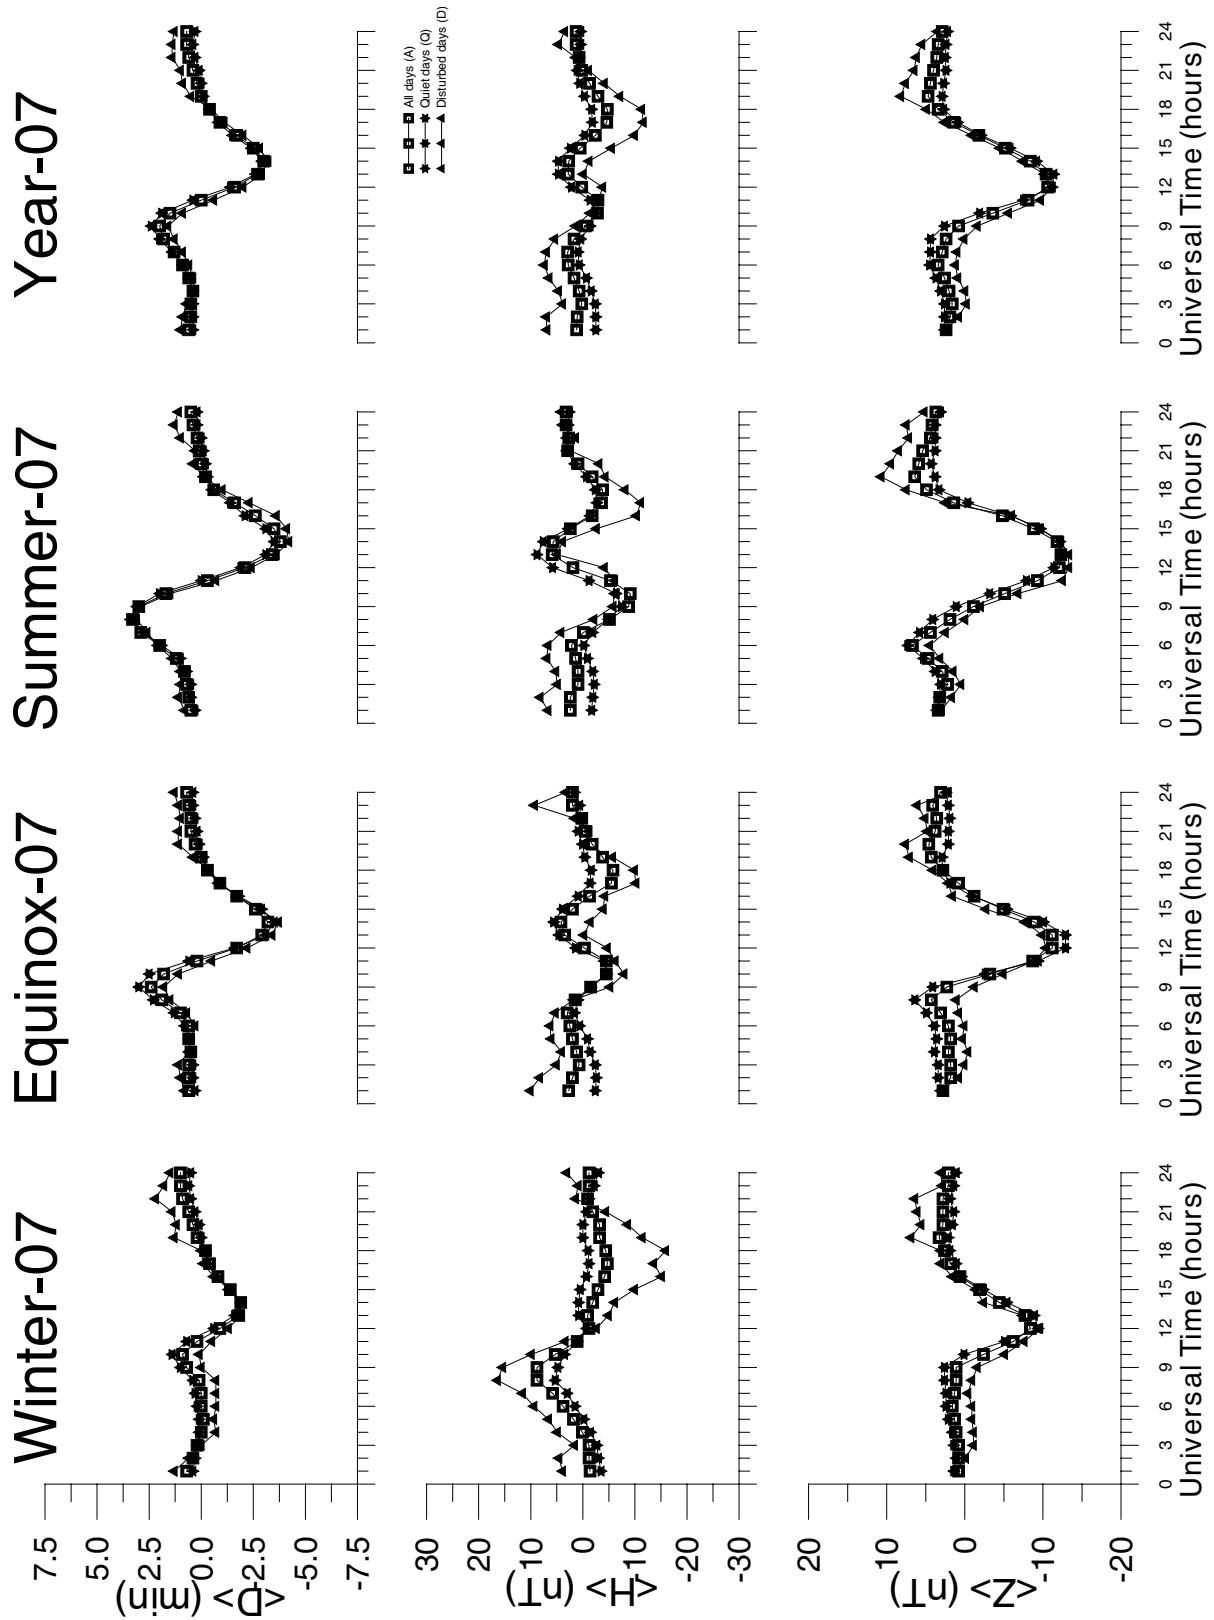 Winter-07 Equinox-07 Summer-07 Year-07
7.5
5.0
2.5
0.0
-2.5
-5.0
-7.5
<D> (min)
All days (A)
Quiet days (Q)
Disturbed days (D)
30
20
10
0
-10
-20
-30
<H> (nT)
20
10
0
-10
-20
<Z> (nT)
0 3 6 9 12 15 18 21 24 0 3 6 9 12 15 18 21 24 0 3 6 9 12 15 18 21 24 0 3 6 9 12 15 18 21 24
Universal Time (hours) Universal Time (hours) Universal Time (hours) Universal Time (hours)